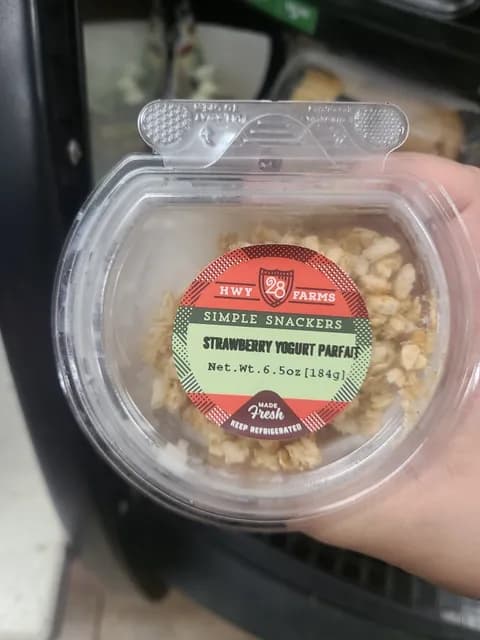 HWY 28 FARMS
SIMPLE SNACKERS
STRAWBERRY YOGURT PARFAIT
Net.Wt.6.5oz[184g]
MADE
Fresh
KEEP REFRIGERATED